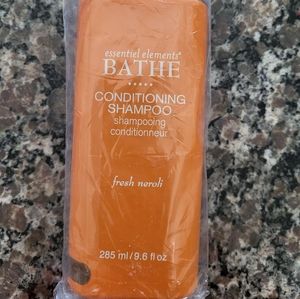 essentiel elements®
BATHE
CONDITIONING
SHAMPOO
shampooing
conditionneur
fresh neroli
285 ml/9.6 fl oz